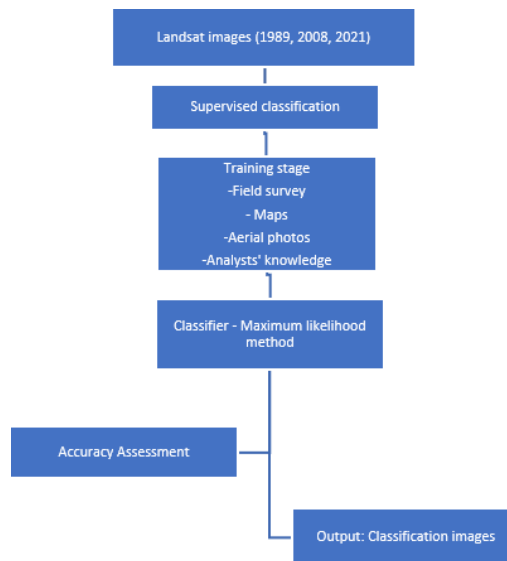 Landsat images (1989, 2008, 2021)
Supervised classification
Training stage
-Field survey
- Maps
-Aerial photos
-Analysts' knowledge
Classifier - Maximum likelihood
method
Accuracy Assessment
Output: Classification images